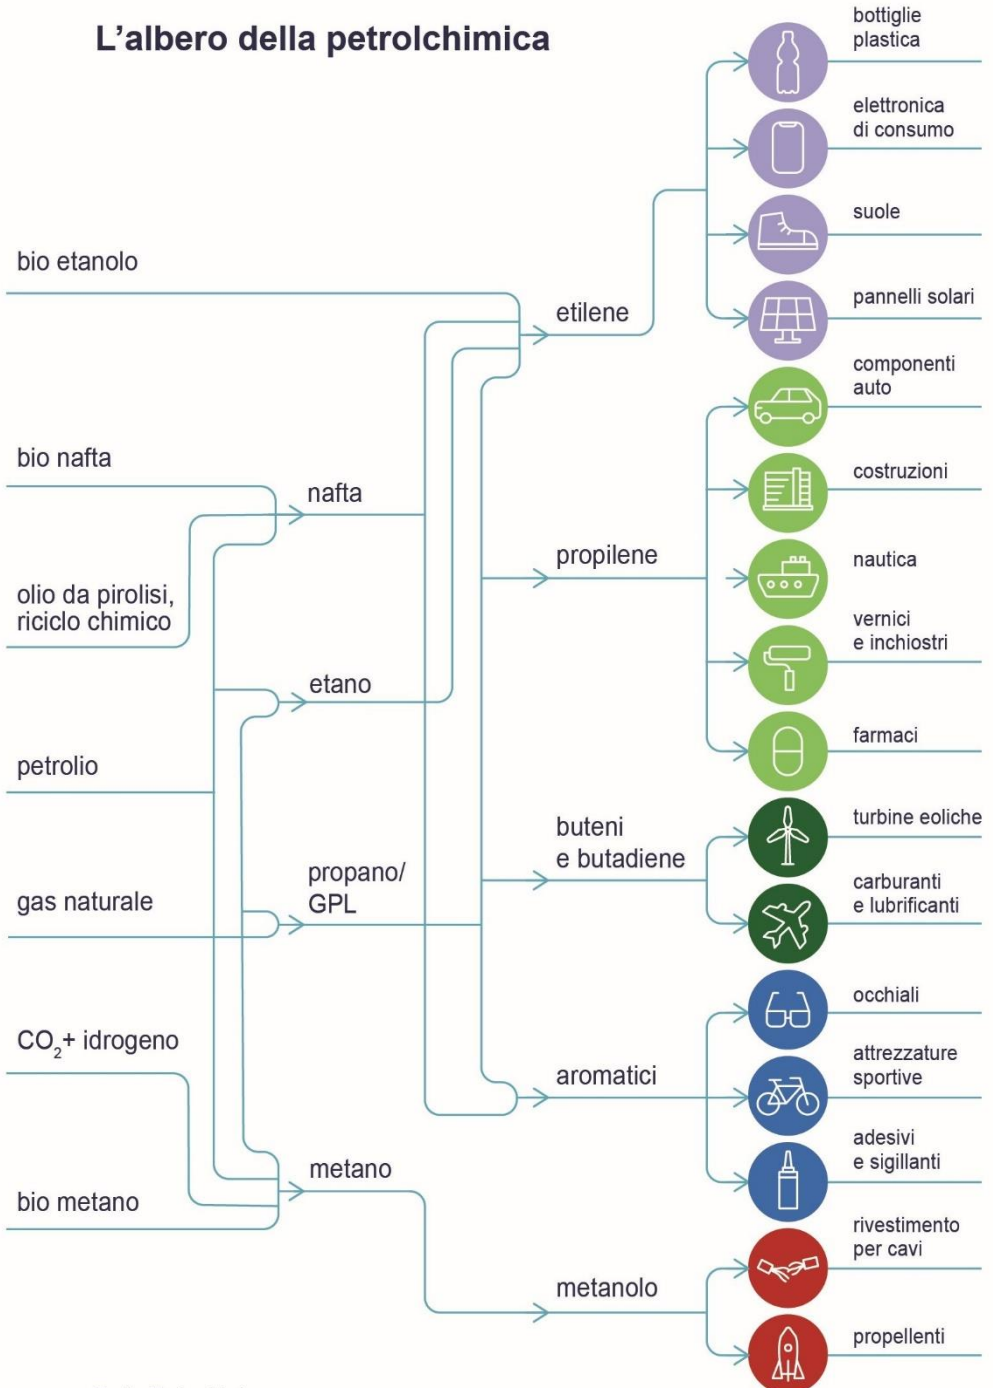 L'albero della petrolchimica
bio etanolo
bio nafta
olio da pirolisi,
riciclo chimico
petrolio
gas naturale
CO₂+ idrogeno
bio metano
nafta
etano
propano/
GPL
metano
etilene
propilene
buteni
e butadiene
aromatici
metanolo
bottiglie
plastica
elettronica
di consumo
suole
pannelli solari
componenti
auto
costruzioni
nautica
vernici
e inchiostri
farmaci
turbine eoliche
carburanti
e lubrificanti
occhiali
attrezzature
sportive
adesivi
e sigillanti
rivestimento
per cavi
propellenti